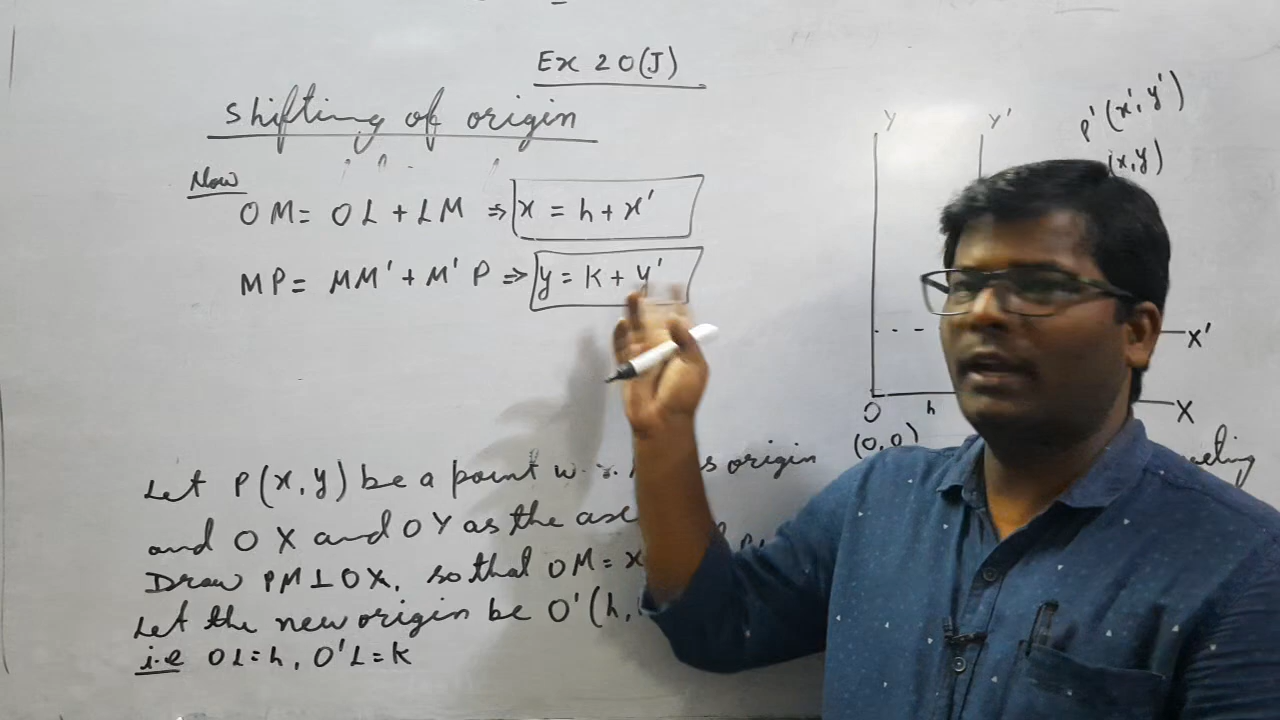 Ex 20(J)
Shifting of origin
Now
OM = OL + LM ⇒ x = h + x'
MP = MM' + M'P ⇒ y = k + y'
Let P(x, y) be a point w. origin
and OX and OY as the
Draw PM ⊥ OX, so that OM = x
Let the new origin be O'(h,
i.e OL = h, O'L = k
Y
Y'
P'(x', y')
(x, y)
X'
O
h
X
(0,0)